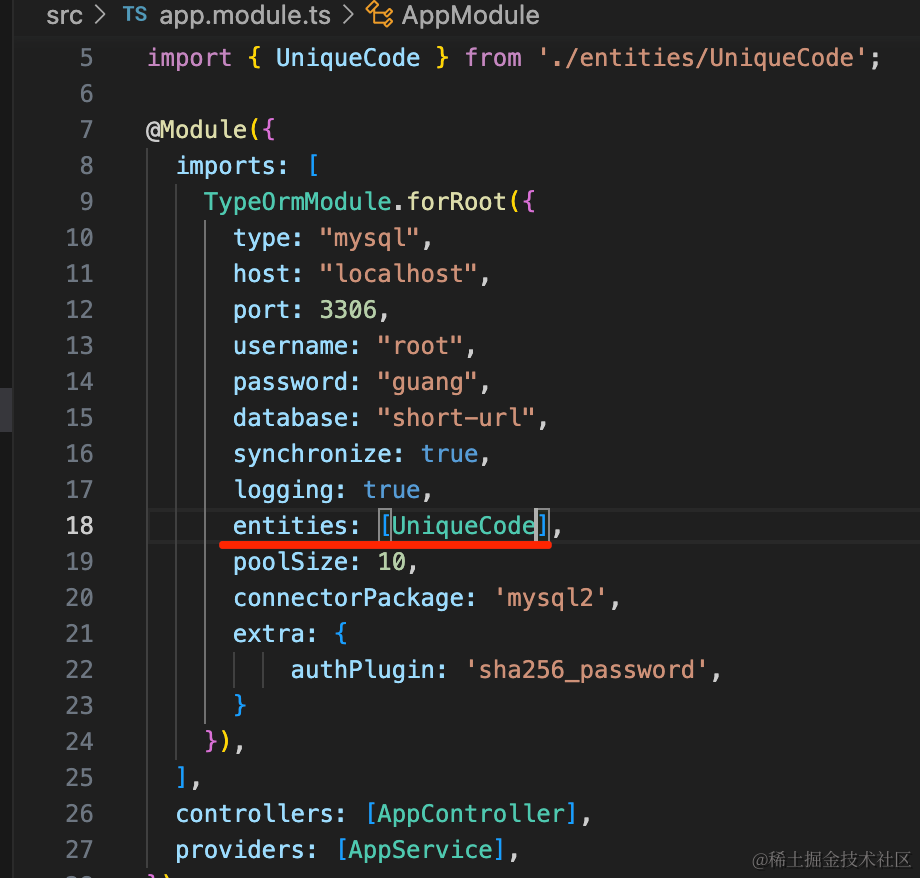 src > TS app.module.ts > AppModule
5 import { UniqueCode } from './entities/UniqueCode';
6
7 @Module({
8 imports: [
9 TypeOrmModule.forRoot({
10 type: "mysql",
11 host: "localhost",
12 port: 3306,
13 username: "root",
14 password: "guang",
15 database: "short-url",
16 synchronize: true,
17 logging: true,
18 entities: [UniqueCode],
19 poolSize: 10,
20 connectorPackage: 'mysql2',
21 extra: {
22 authPlugin: 'sha256_password',
23 }
24 }),
25 ],
26 controllers: [AppController],
27 providers: [AppService],
@稀土掘金技术社区